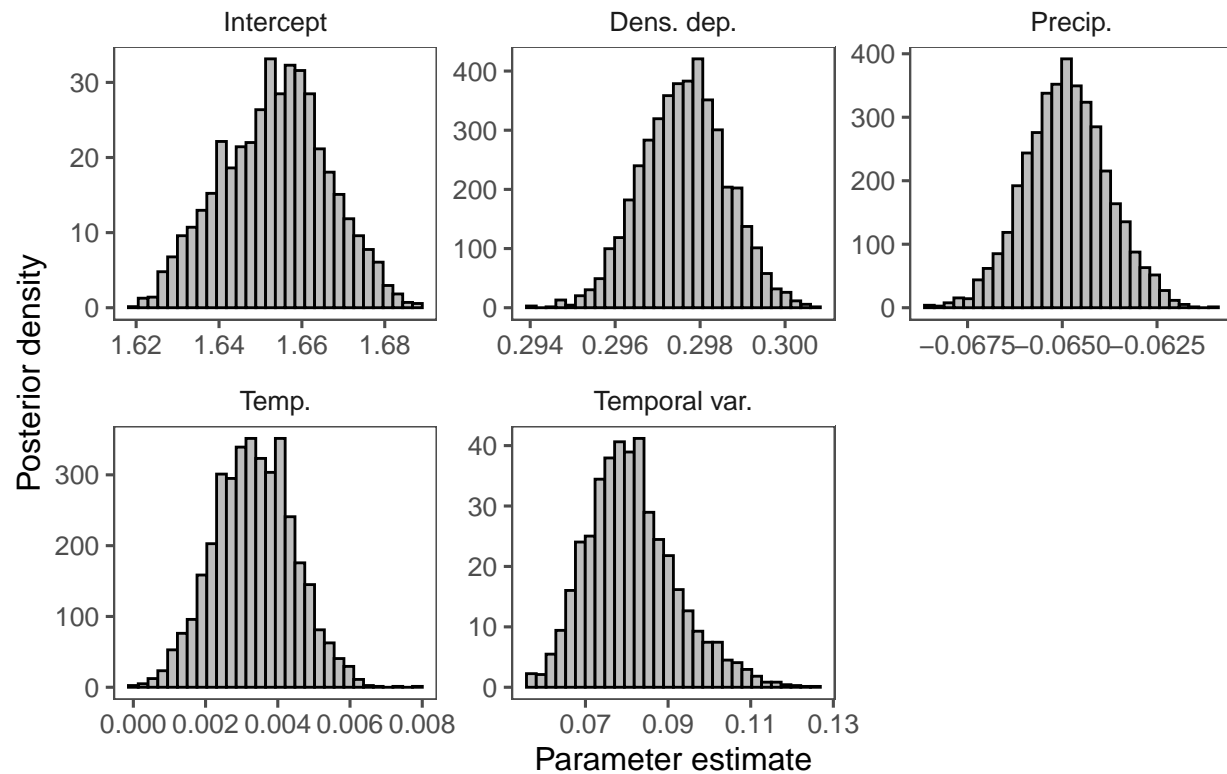 Intercept
Dens. dep.
Precip.
30
20
10
0
1.62 1.64 1.66 1.68
400
300
200
100
0
0.294 0.296 0.298 0.300
400
300
200
100
0
−0.0675 −0.0650 −0.0625
Posterior density
Temp.
Temporal var.
300
200
100
0
0.000 0.002 0.004 0.006 0.008
40
30
20
10
0
0.07 0.09 0.11 0.13
Parameter estimate